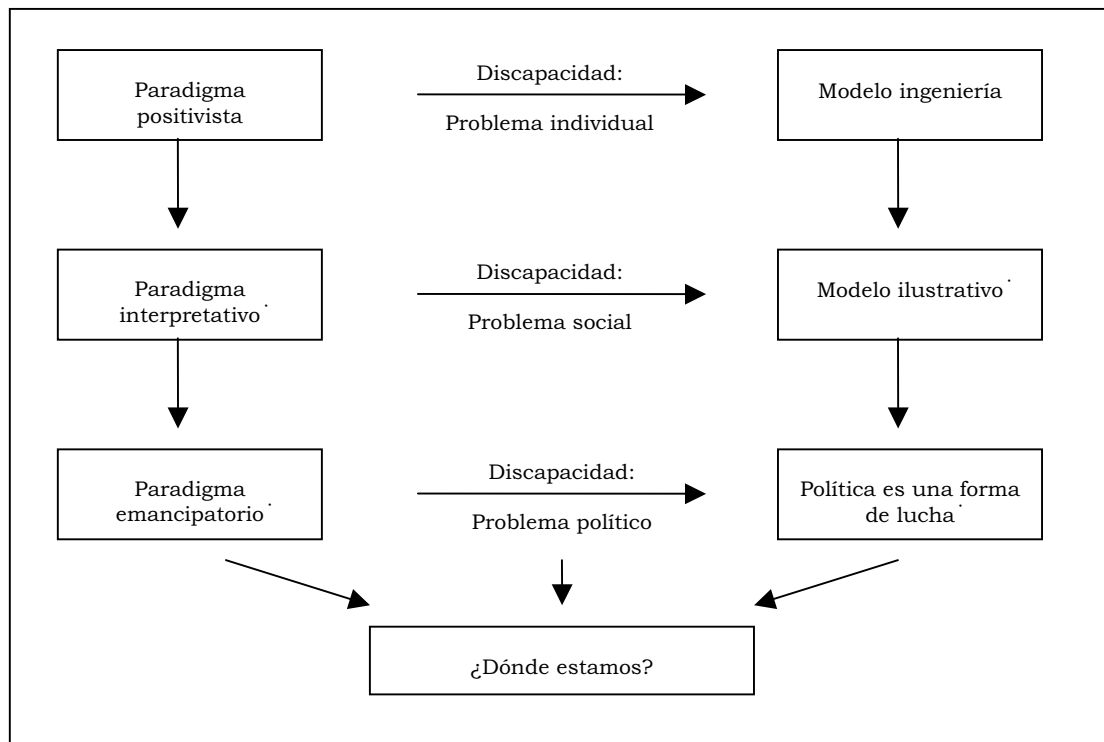 Paradigma
positivista
Discapacidad:
Problema individual
Modelo ingeniería
Paradigma
interpretativo˙
Discapacidad:
Problema social
Modelo ilustrativo˙
Paradigma
emancipatorio˙
Discapacidad:
Problema político
Política es una forma
de lucha˙
¿Dónde estamos?